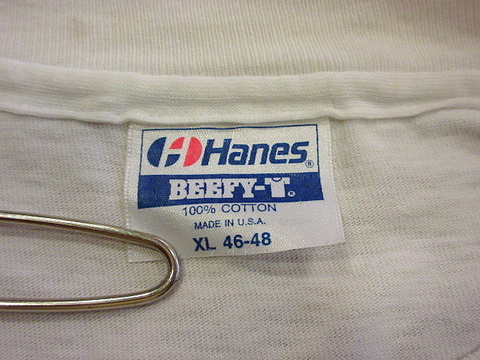 Hanes®
BEEFY-T®
100% COTTON
MADE IN U.S.A.
XL 46-48